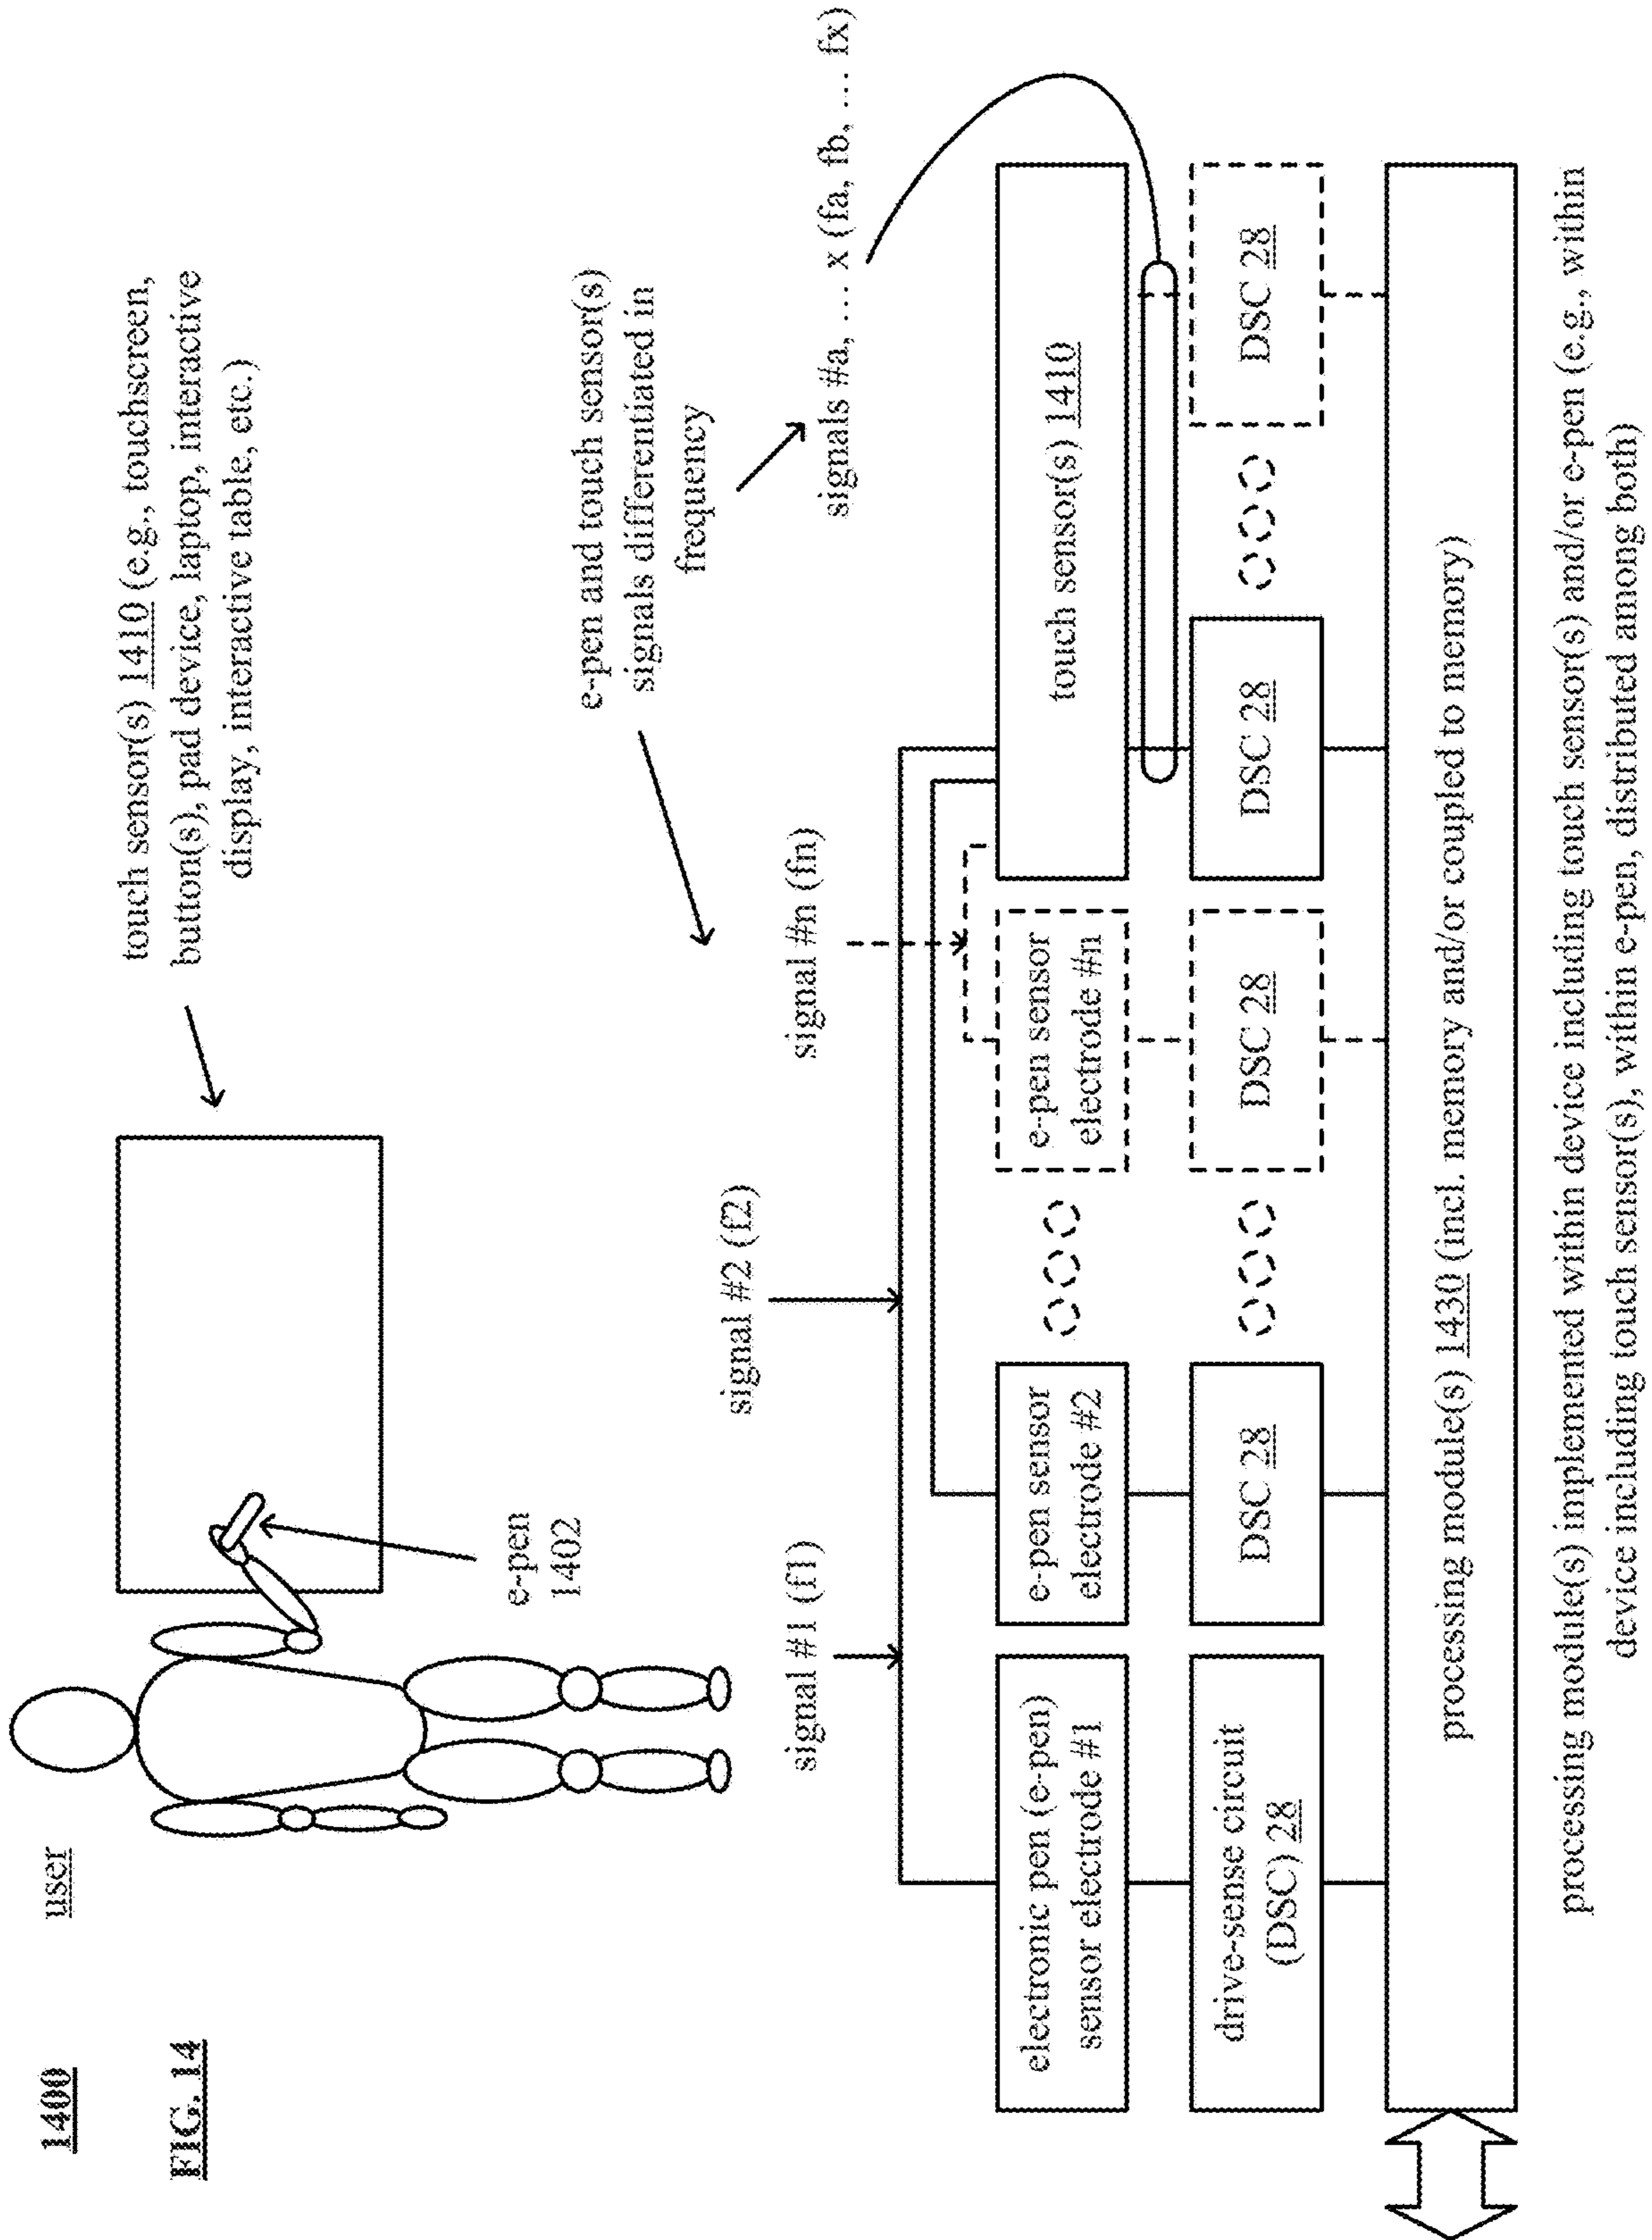 1400
FIG. 14
user
touch sensor(s) 1410 (e.g., touchscreen,
button(s), pad device, laptop, interactive
display, interactive table, etc.)
e-pen
1402
e-pen and touch sensor(s)
signals differentiated in
frequency
signal #1 (f1)
signal #2 (f2)
signal #n (fn)
signals #a, … x (fa, fb, … fx)
electronic pen (e-pen)
sensor electrode #1
e-pen sensor
electrode #2
e-pen sensor
electrode #n
touch sensor(s) 1410
drive-sense circuit
(DSC) 28
DSC 28
DSC 28
DSC 28
DSC 28
processing module(s) 1430 (incl. memory and/or coupled to memory)
processing module(s) implemented within device including touch sensor(s) and/or e-pen (e.g., within
device including touch sensor(s), within e-pen, distributed among both)